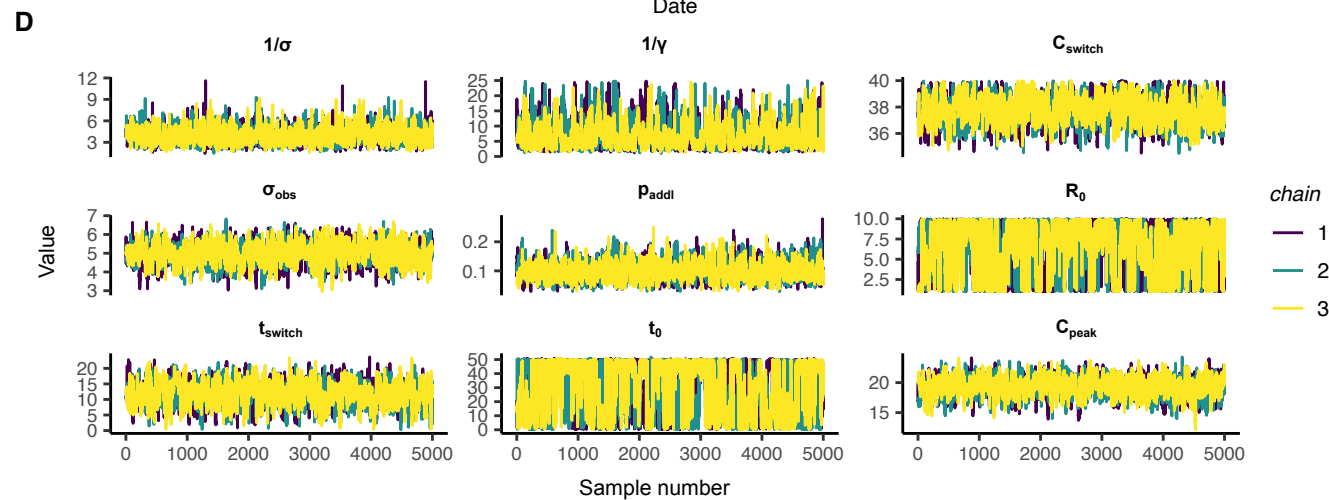 Date
D
1/σ 1/γ C_switch
12 9 6 3
25 20 15 10 5 0
40 38 36
σ_obs p_addl R_0
7 6 5 4 3
0.2 0.1
10.0 7.5 5.0 2.5
t_switch t_0 C_peak
20 15 10 5 0
50 40 30 20 10 0
20 15
0 1000 2000 3000 4000 5000
0 1000 2000 3000 4000 5000
0 1000 2000 3000 4000 5000
Value
Sample number
chain
1
2
3